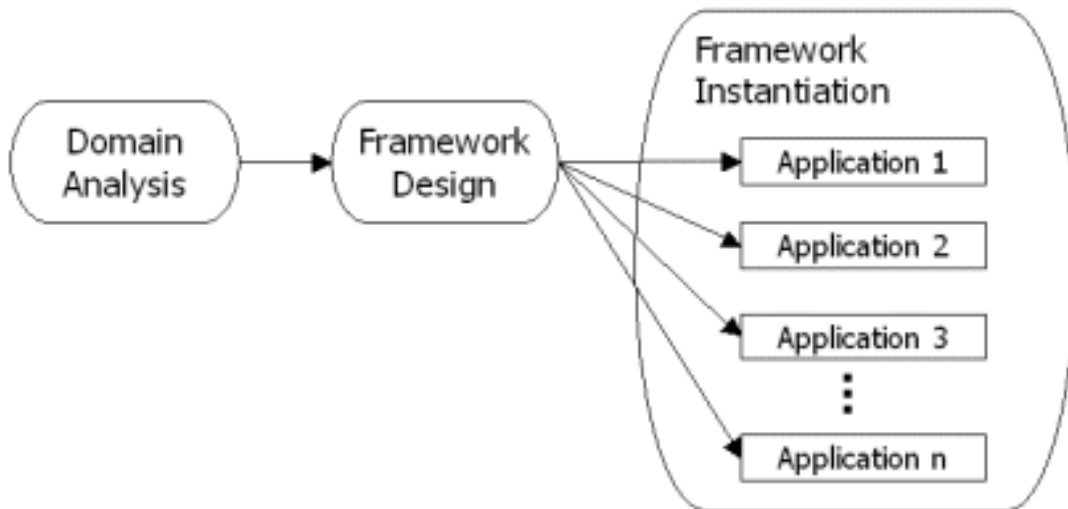 Domain
Analysis
Framework
Design
Framework
Instantiation
Application 1
Application 2
Application 3
Application n